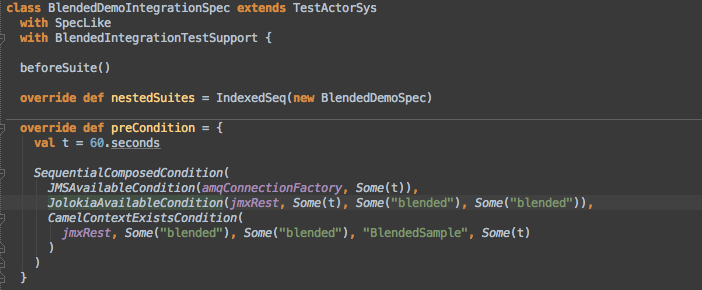 class BlendedDemoIntegrationSpec extends TestActorSys
  with SpecLike
  with BlendedIntegrationTestSupport {
  beforeSuite()
  override def nestedSuites = IndexedSeq(new BlendedDemoSpec)
  override def preCondition = {
    val t = 60.seconds
    SequentialComposedCondition(
      JMSAvailableCondition(amqConnectionFactory, Some(t)),
      JolokiaAvailableCondition(jmxRest, Some(t), Some("blended"), Some("blended")),
      CamelContextExistsCondition(
        jmxRest, Some("blended"), Some("blended"), "BlendedSample", Some(t)
      )
    )
  }